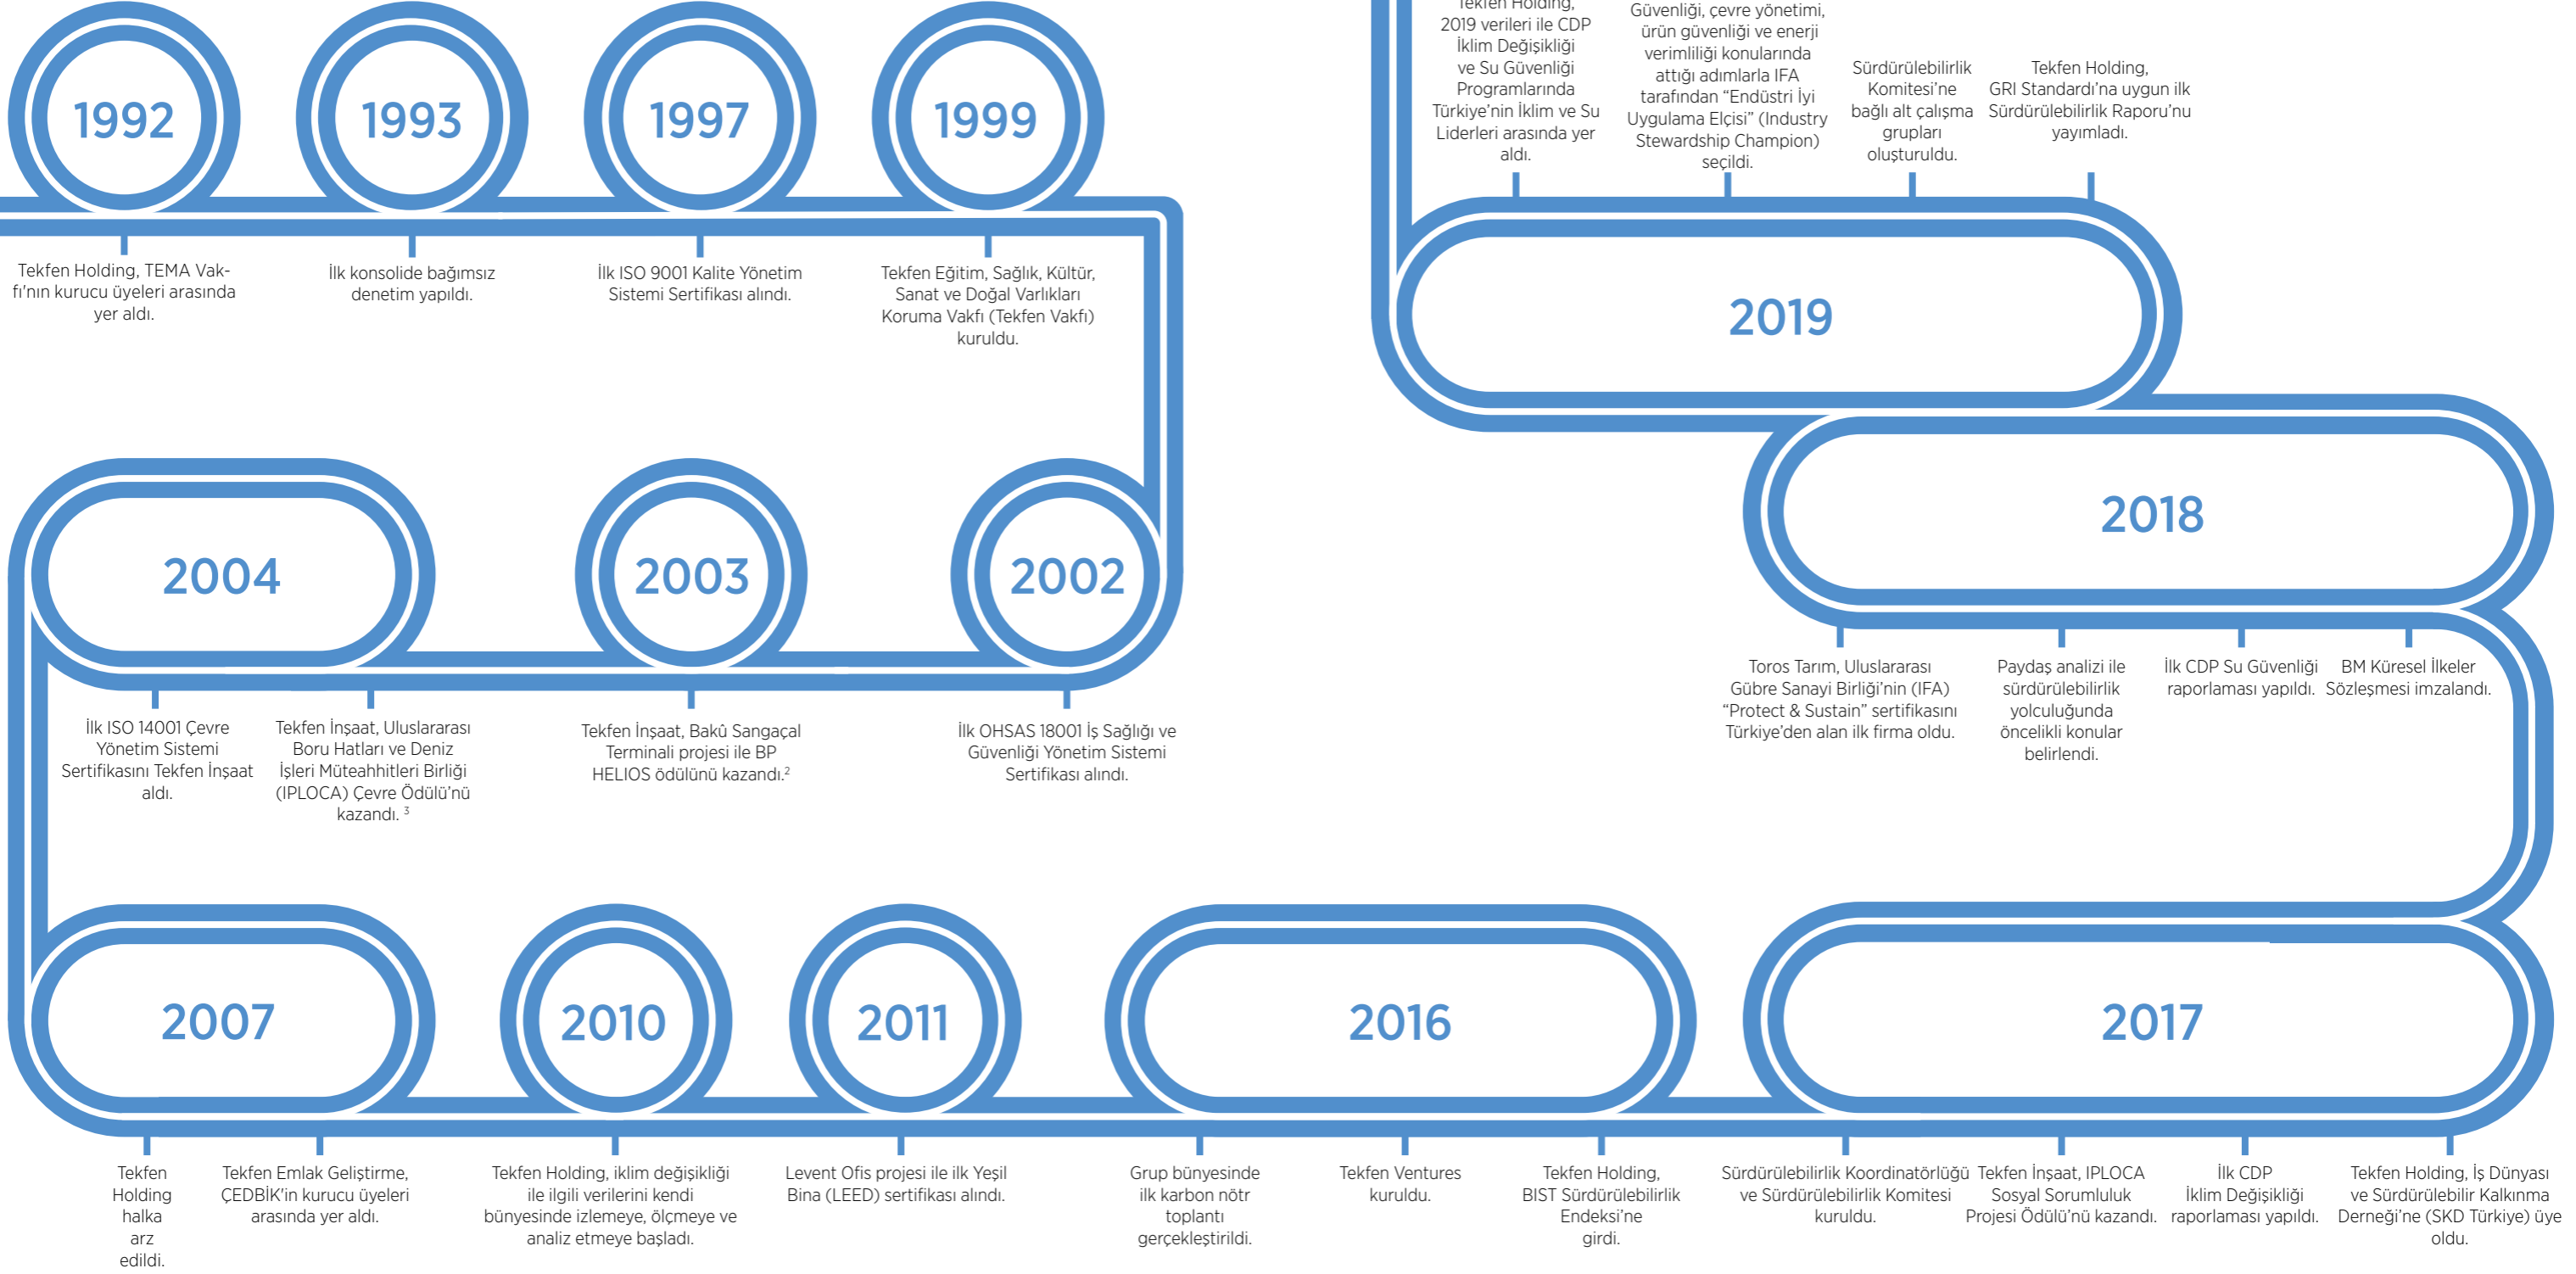 1992
1993
1997
1999
Tekfen Holding, TEMA Vak-
fı'nın kurucu üyeleri arasında
yer aldı.
İlk konsolide bağımsız
denetim yapıldı.
İlk ISO 9001 Kalite Yönetim
Sistemi Sertifikası alındı.
Tekfen Eğitim, Sağlık, Kültür,
Sanat ve Doğal Varlıkları
Koruma Vakfı (Tekfen Vakfı)
kuruldu.
2004
2003
2002
İlk ISO 14001 Çevre
Yönetim Sistemi
Sertifikasını Tekfen İnşaat
aldı.
Tekfen İnşaat, Uluslararası
Boru Hatları ve Deniz
İşleri Müteahhitleri Birliği
(IPLOCA) Çevre Ödülü’nü
kazandı. 3
Tekfen İnşaat, Bakû Sangaçal
Terminali projesi ile BP
HELIOS ödülünü kazandı.2
İlk OHSAS 18001 İş Sağlığı ve
Güvenliği Yönetim Sistemi
Sertifikası alındı.
2007
2010
2011
2016
2017
Tekfen
Holding
halka
arz
edildi.
Tekfen Emlak Geliştirme,
ÇEDBİK'in kurucu üyeleri
arasında yer aldı.
Tekfen Holding, iklim değişikliği
ile ilgili verilerini kendi
bünyesinde izlemeye, ölçmeye ve
analiz etmeye başladı.
Levent Ofis projesi ile ilk Yeşil
Bina (LEED) sertifikası alındı.
Grup bünyesinde
ilk karbon nötr
toplantı
gerçekleştirildi.
Tekfen Ventures
kuruldu.
Tekfen Holding,
BIST Sürdürülebilirlik
Endeksi’ne
girdi.
Sürdürülebilirlik Koordinatörlüğü
ve Sürdürülebilirlik Komitesi
kuruldu.
Tekfen İnşaat, IPLOCA
Sosyal Sorumluluk
Projesi Ödülü’nü kazandı.
İlk CDP
İklim Değişikliği
raporlaması yapıldı.
Tekfen Holding, İş Dünyası
ve Sürdürülebilir Kalkınma
Derneği’ne (SKD Türkiye) üye
oldu.
2018
Toros Tarım, Uluslararası
Gübre Sanayi Birliği’nin (IFA)
“Protect & Sustain” sertifikasını
Türkiye’den alan ilk firma oldu.
Paydaş analizi ile
sürdürülebilirlik
yolculuğunda
öncelikli konular
belirlendi.
İlk CDP Su Güvenliği
raporlaması yapıldı.
BM Küresel İlkeler
Sözleşmesi imzalandı.
2019
Tekfen Holding,
2019 verileri ile CDP
İklim Değişikliği
ve Su Güvenliği
Programlarında
Türkiye’nin İklim ve Su
Liderleri arasında yer
aldı.
Güvenliği, çevre yönetimi,
ürün güvenliği ve enerji
verimliliği konularında
attığı adımlarla IFA
tarafından “Endüstri İyi
Uygulama Elçisi” (Industry
Stewardship Champion)
seçildi.
Sürdürülebilirlik
Komitesi’ne
bağlı alt çalışma
grupları
oluşturuldu.
Tekfen Holding,
GRI Standardı’na uygun ilk
Sürdürülebilirlik Raporu’nu
yayımladı.